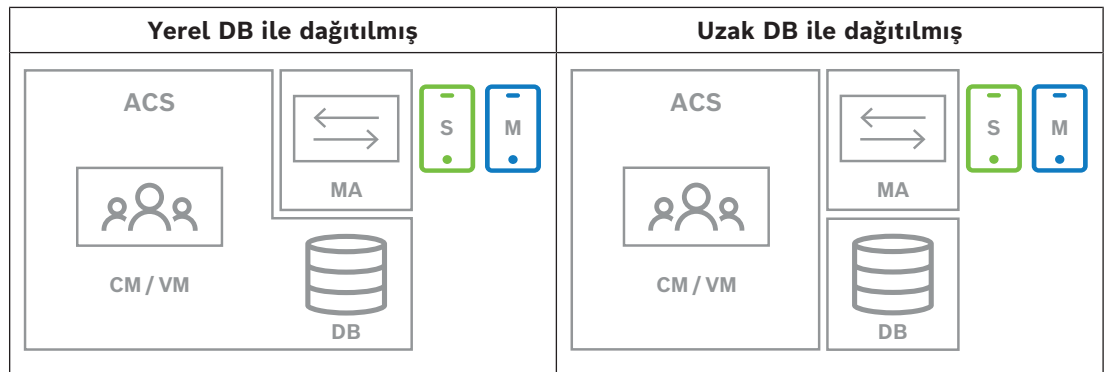 Yerel DB ile dağıtılmış
Uzak DB ile dağıtılmış
ACS
S
M
MA
CM / VM
DB
ACS
S
M
MA
CM / VM
DB